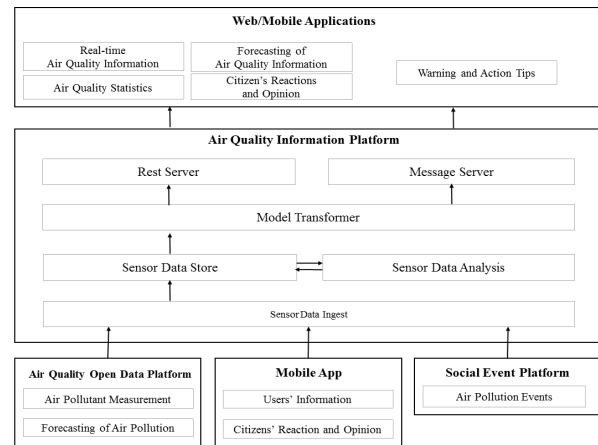 Web/Mobile Applications
Real-time
Air Quality Information
Forecasting of
Air Quality Information
Warning and Action Tips
Air Quality Statistics
Citizen's Reactions
and Opinion
Air Quality Information Platform
Rest Server
Message Server
Model Transformer
Sensor Data Store
Sensor Data Analysis
Sensor Data Ingest
Air Quality Open Data Platform
Air Pollutant Measurement
Forecasting of Air Pollution
Mobile App
Users' Information
Citizens' Reaction and Opinion
Social Event Platform
Air Pollution Events